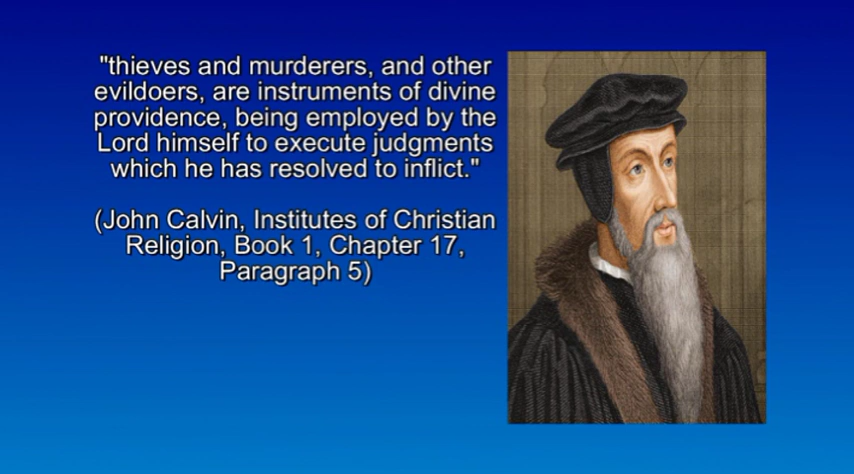 "thieves and murderers, and other
evildoers, are instruments of divine
providence, being employed by the
Lord himself to execute judgments
which he has resolved to inflict."
(John Calvin, Institutes of Christian
Religion, Book 1, Chapter 17,
Paragraph 5)